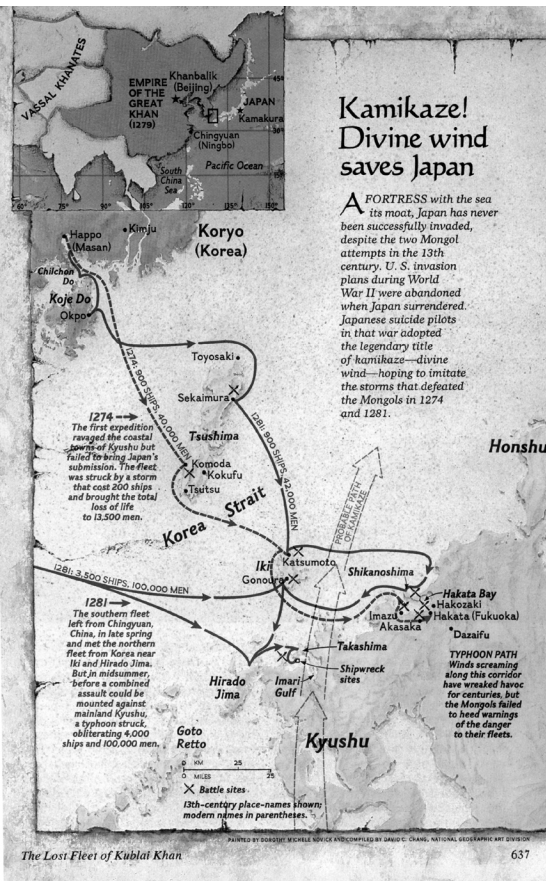 VASSAL KHANATES
EMPIRE
OF THE
GREAT
KHAN
(1279)
Khanbalik
(Beijing)
JAPAN
Kamakura
Chingyuan
(Ningbo)
South
China
Sea
Pacific Ocean
45°
30°
60°
75°
90°
105°
120°
135°
150°
Kamikaze!
Divine wind
saves Japan
A FORTRESS with the sea
its moat, Japan has never
been successfully invaded,
despite the two Mongol
attempts in the 13th
century. U. S. invasion
plans during World
War II were abandoned
when Japan surrendered.
Japanese suicide pilots
in that war adopted
the legendary title
of kamikaze—divine
wind—hoping to imitate
the storms that defeated
the Mongols in 1274
and 1281.
Happo
(Masan)
Kimju
Koryo
(Korea)
Chilchon
Do
Koje Do
Okpo
Toyosaki
Sekaimura
Tsushima
1274: 900 SHIPS, 40,000 MEN
1281: 900 SHIPS, 42,000 MEN
1274
The first expedition
ravaged the coastal
towns of Kyushu but
failed to bring Japan's
submission. The fleet
was struck by a storm
that cost 200 ships
and brought the total
loss of life
to 13,500 men.
Komoda
Kokufu
Tsutsu
Korea Strait
Honshu
PROBABLE PATH
OF KAMIKAZE
Iki
Katsumoto
Gonoura
Shikanoshima
1281: 3,500 SHIPS, 100,000 MEN
Hakata Bay
Hakozaki
Imazu
Hakata (Fukuoka)
Akasaka
Dazaifu
1281
The southern fleet
left from Chingyuan,
China, in late spring
and met the northern
fleet from Korea near
Iki and Hirado Jima.
But in midsummer,
before a combined
assault could be
mounted against
mainland Kyushu,
a typhoon struck,
obliterating 4,000
ships and 100,000 men.
Takashima
Shipwreck
sites
Hirado
Jima
Imari
Gulf
TYPHOON PATH
Winds screaming
along this corridor
have wreaked havoc
for centuries, but
the Mongols failed
to heed warnings
of the danger
to their fleets.
Goto
Retto
Kyushu
0 KM 25
0 MILES 25
Battle sites
13th-century place-names shown;
modern names in parentheses.
PAINTED BY DOROTHY MICHELE NOVICK AND COMPILED BY DAVID C. CHANG, NATIONAL GEOGRAPHIC ART DIVISION
The Lost Fleet of Kublai Khan
637